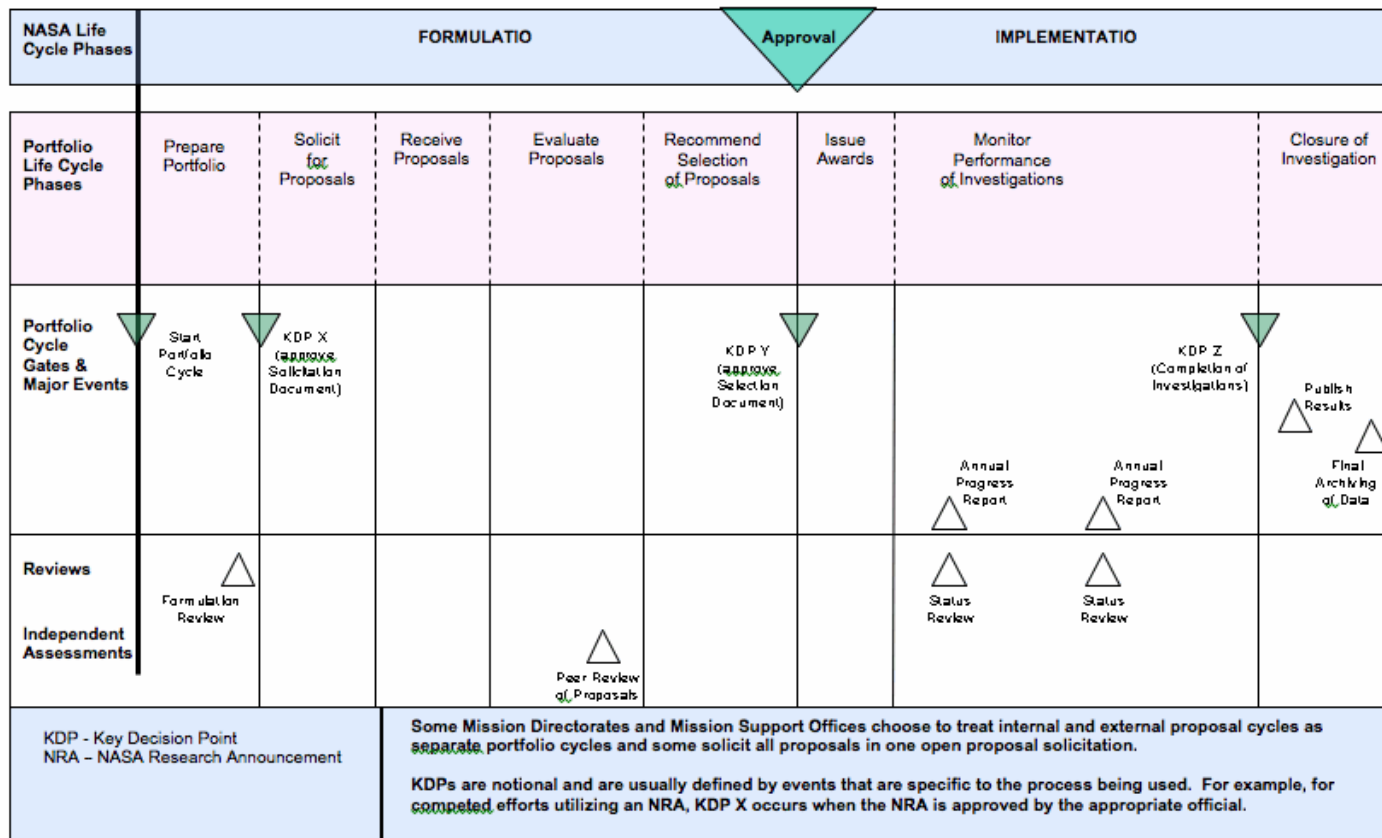 NASA Life
Cycle Phases
FORMULATIO
Approval
IMPLEMENTATIO
Portfolio
Life Cycle
Phases
Prepare
Portfolio
Solicit
for
Proposals
Receive
Proposals
Evaluate
Proposals
Recommend
Selection
of Proposals
Issue
Awards
Monitor
Performance
of Investigations
Closure of
Investigation
Portfolio
Cycle
Gates &
Major Events
Start
Portfolio
Cycle
KDP X
(approve
Solicitation
Document)
KDP Y
(approve
Selection
Document)
KDP Z
(Completion of
Investigations)
Publish
Results
Annual
Progress
Report
Annual
Progress
Report
Final
Archiving
of Data
Reviews
Formulation
Review
Status
Review
Status
Review
Independent
Assessments
Peer Review
of Proposals
KDP - Key Decision Point
NRA – NASA Research Announcement
Some Mission Directorates and Mission Support Offices choose to treat internal and external proposal cycles as
separate portfolio cycles and some solicit all proposals in one open proposal solicitation.
KDPs are notional and are usually defined by events that are specific to the process being used.  For example, for
competed efforts utilizing an NRA, KDP X occurs when the NRA is approved by the appropriate official.